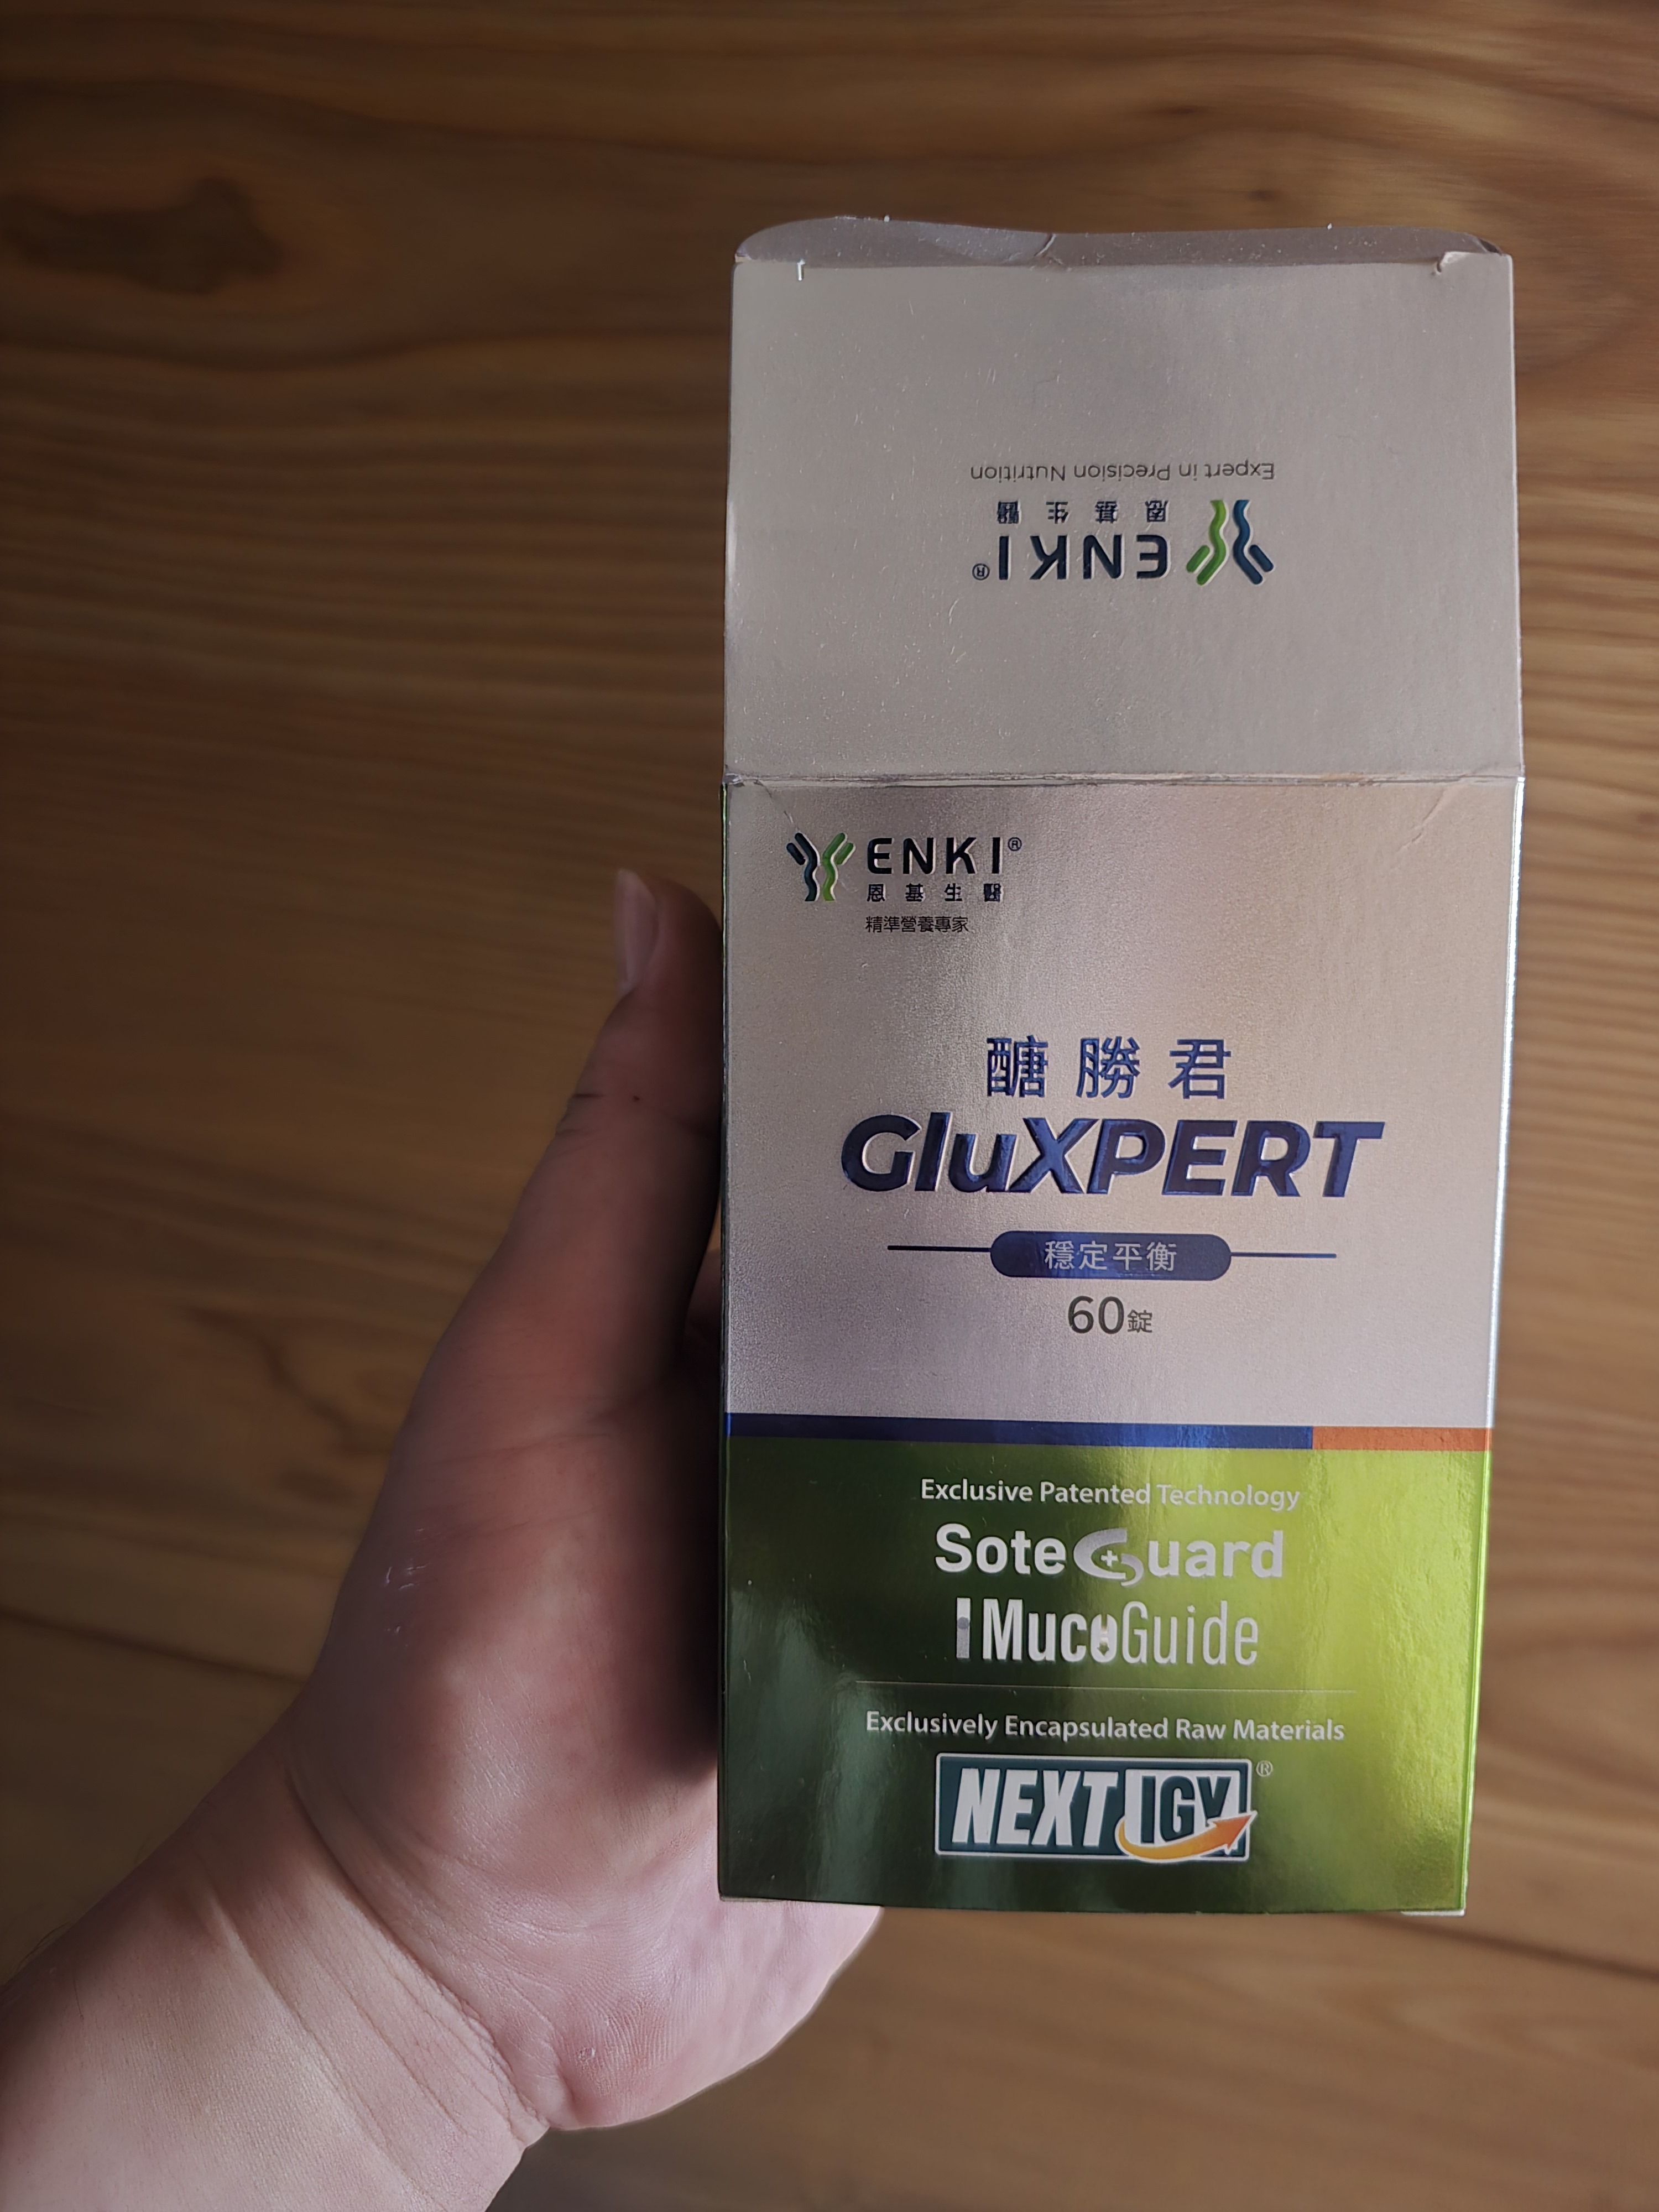 Expert in Precision Nutrition
恩基生醫
ENKI®
ENKI®
恩基生醫
精準營養專家
醣勝君
GluXPERT
穩定平衡
60錠
Exclusive Patented Technology
SoteGuard
MucoGuide
Exclusively Encapsulated Raw Materials
NEXT IGY®